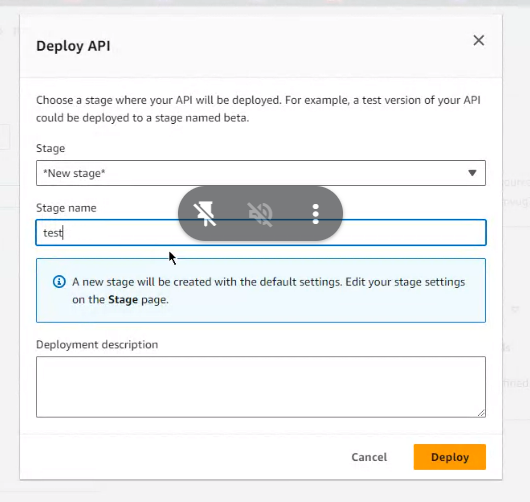 Deploy API
Choose a stage where your API will be deployed. For example, a test version of your API
could be deployed to a stage named beta.
Stage
*New stage*
Stage name
test
A new stage will be created with the default settings. Edit your stage settings
on the Stage page.
Deployment description
Cancel
Deploy